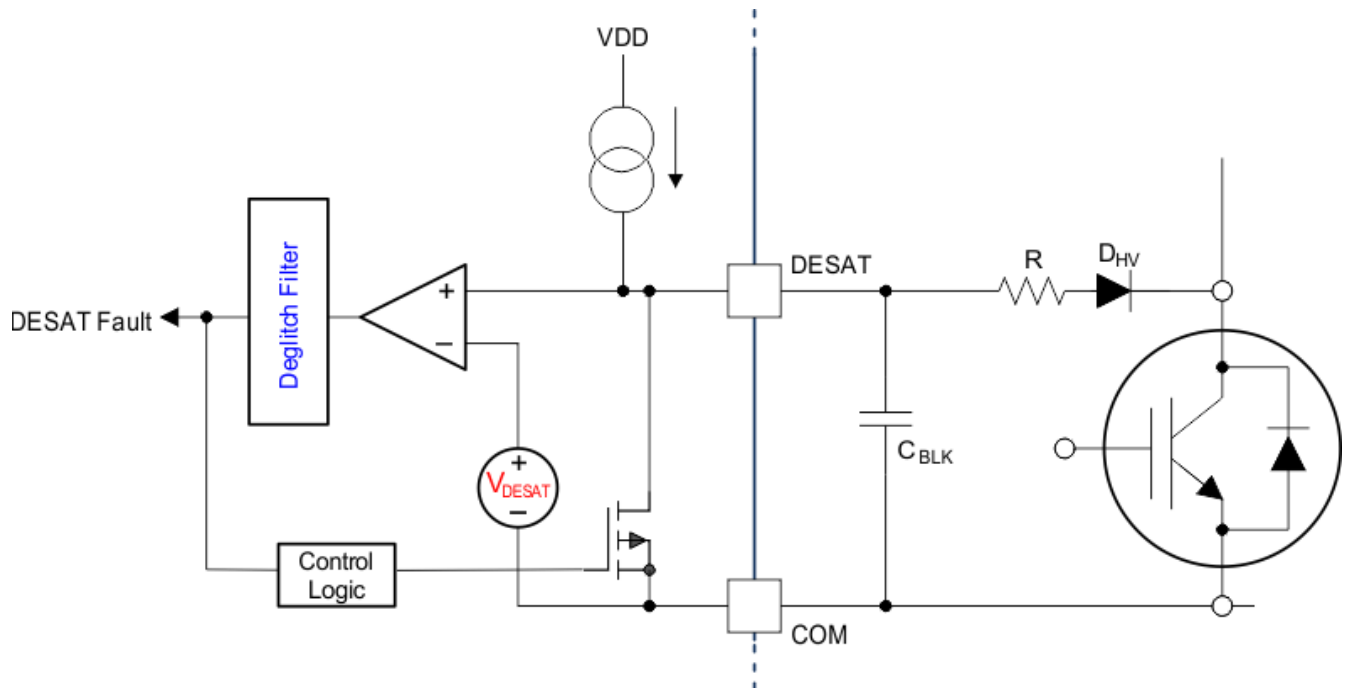 VDD
DESAT
R
DHV
+
−
DESAT Fault
Deglitch Filter
CBLK
+
VDESAT
−
Control
Logic
COM